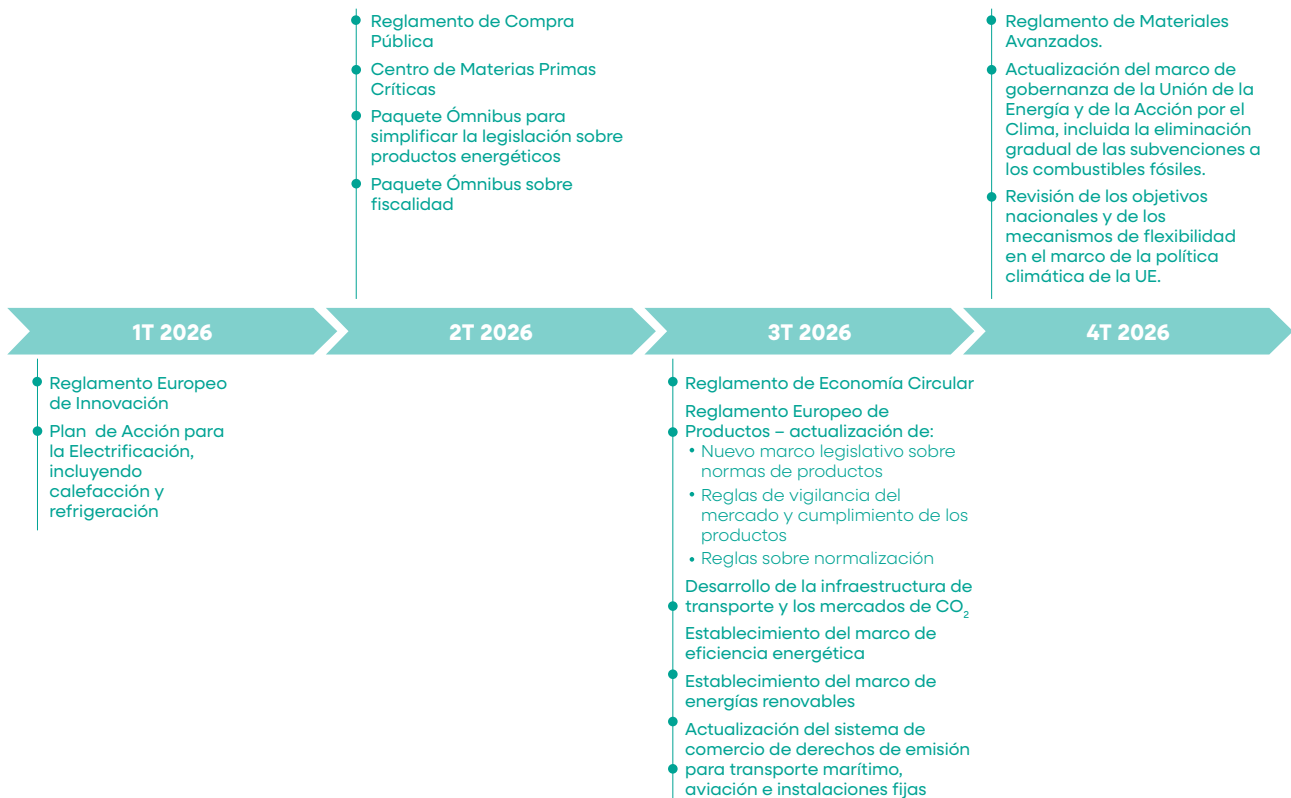 Reglamento de Compra
Pública
Centro de Materias Primas
Críticas
Paquete Ómnibus para
simplificar la legislación sobre
productos energéticos
Paquete Ómnibus sobre
fiscalidad
Reglamento de Materiales
Avanzados.
Actualización del marco de
gobernanza de la Unión de la
Energía y de la Acción por el
Clima, incluida la eliminación
gradual de las subvenciones a
los combustibles fósiles.
Revisión de los objetivos
nacionales y de los
mecanismos de flexibilidad
en el marco de la política
climática de la UE.
1T 2026
2T 2026
3T 2026
4T 2026
Reglamento Europeo
de Innovación
Plan de Acción para
la Electrificación,
incluyendo
calefacción y
refrigeración
Reglamento de Economía Circular
Reglamento Europeo de
Productos – actualización de:
• Nuevo marco legislativo sobre
normas de productos
• Reglas de vigilancia del
mercado y cumplimiento de los
productos
• Reglas sobre normalización
Desarrollo de la infraestructura de
transporte y los mercados de CO₂
Establecimiento del marco de
eficiencia energética
Establecimiento del marco de
energías renovables
Actualización del sistema de
comercio de derechos de emisión
para transporte marítimo,
aviación e instalaciones fijas